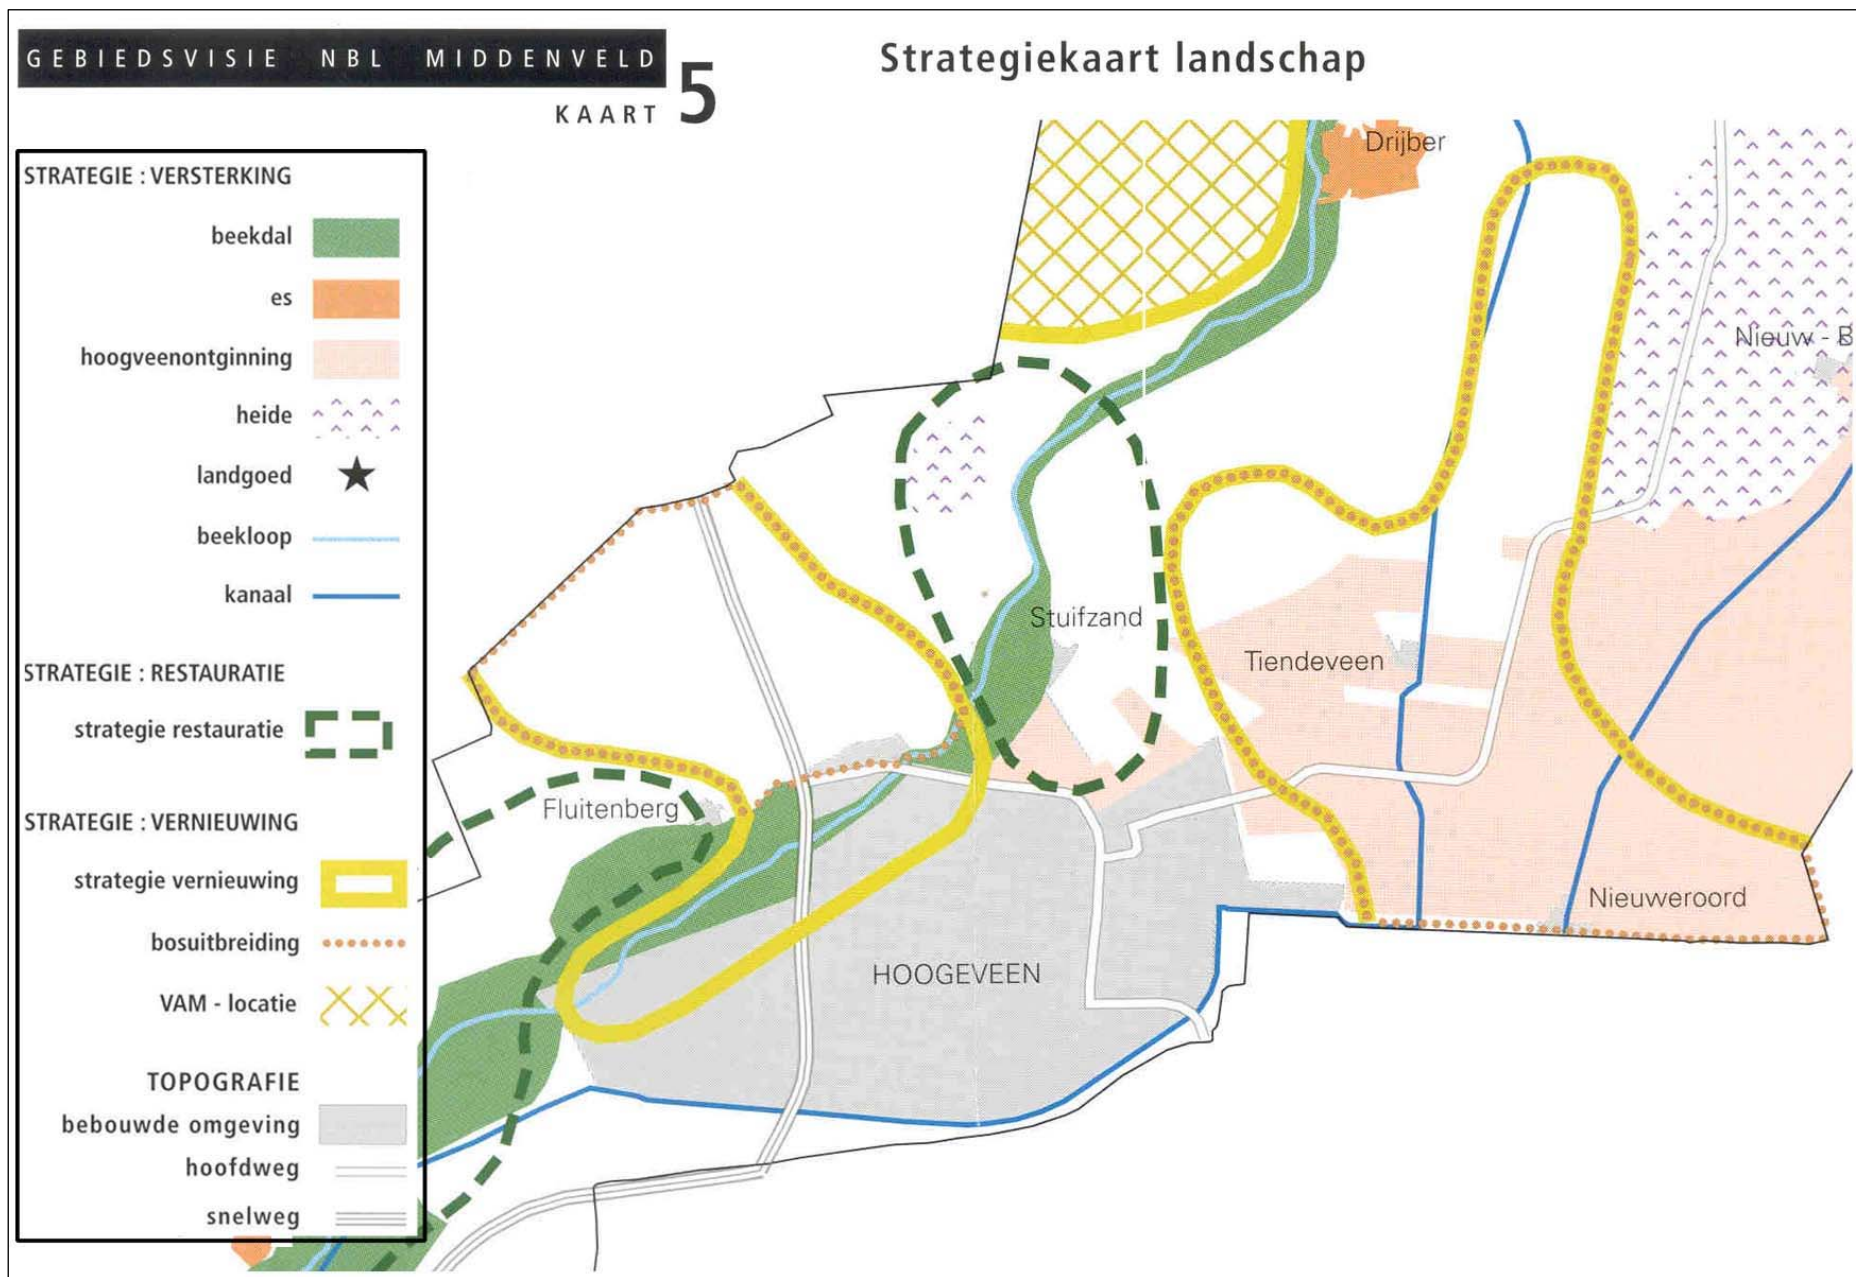 GEBIEDSVISIE NBL MIDDENVELD
KAART 5
Strategiekaart landschap
STRATEGIE : VERSTERKING
beekdal
es
hoogveenontginning
heide
landgoed
beekloop
kanaal
STRATEGIE : RESTAURATIE
strategie restauratie
STRATEGIE : VERNIEUWING
strategie vernieuwing
bosuitbreiding
VAM - locatie
TOPOGRAFIE
bebouwde omgeving
hoofdweg
snelweg
Drijber
Nieuw - B
Stuifzand
Tiendeveen
Fluitenberg
Nieuweroord
HOOGEVEEN